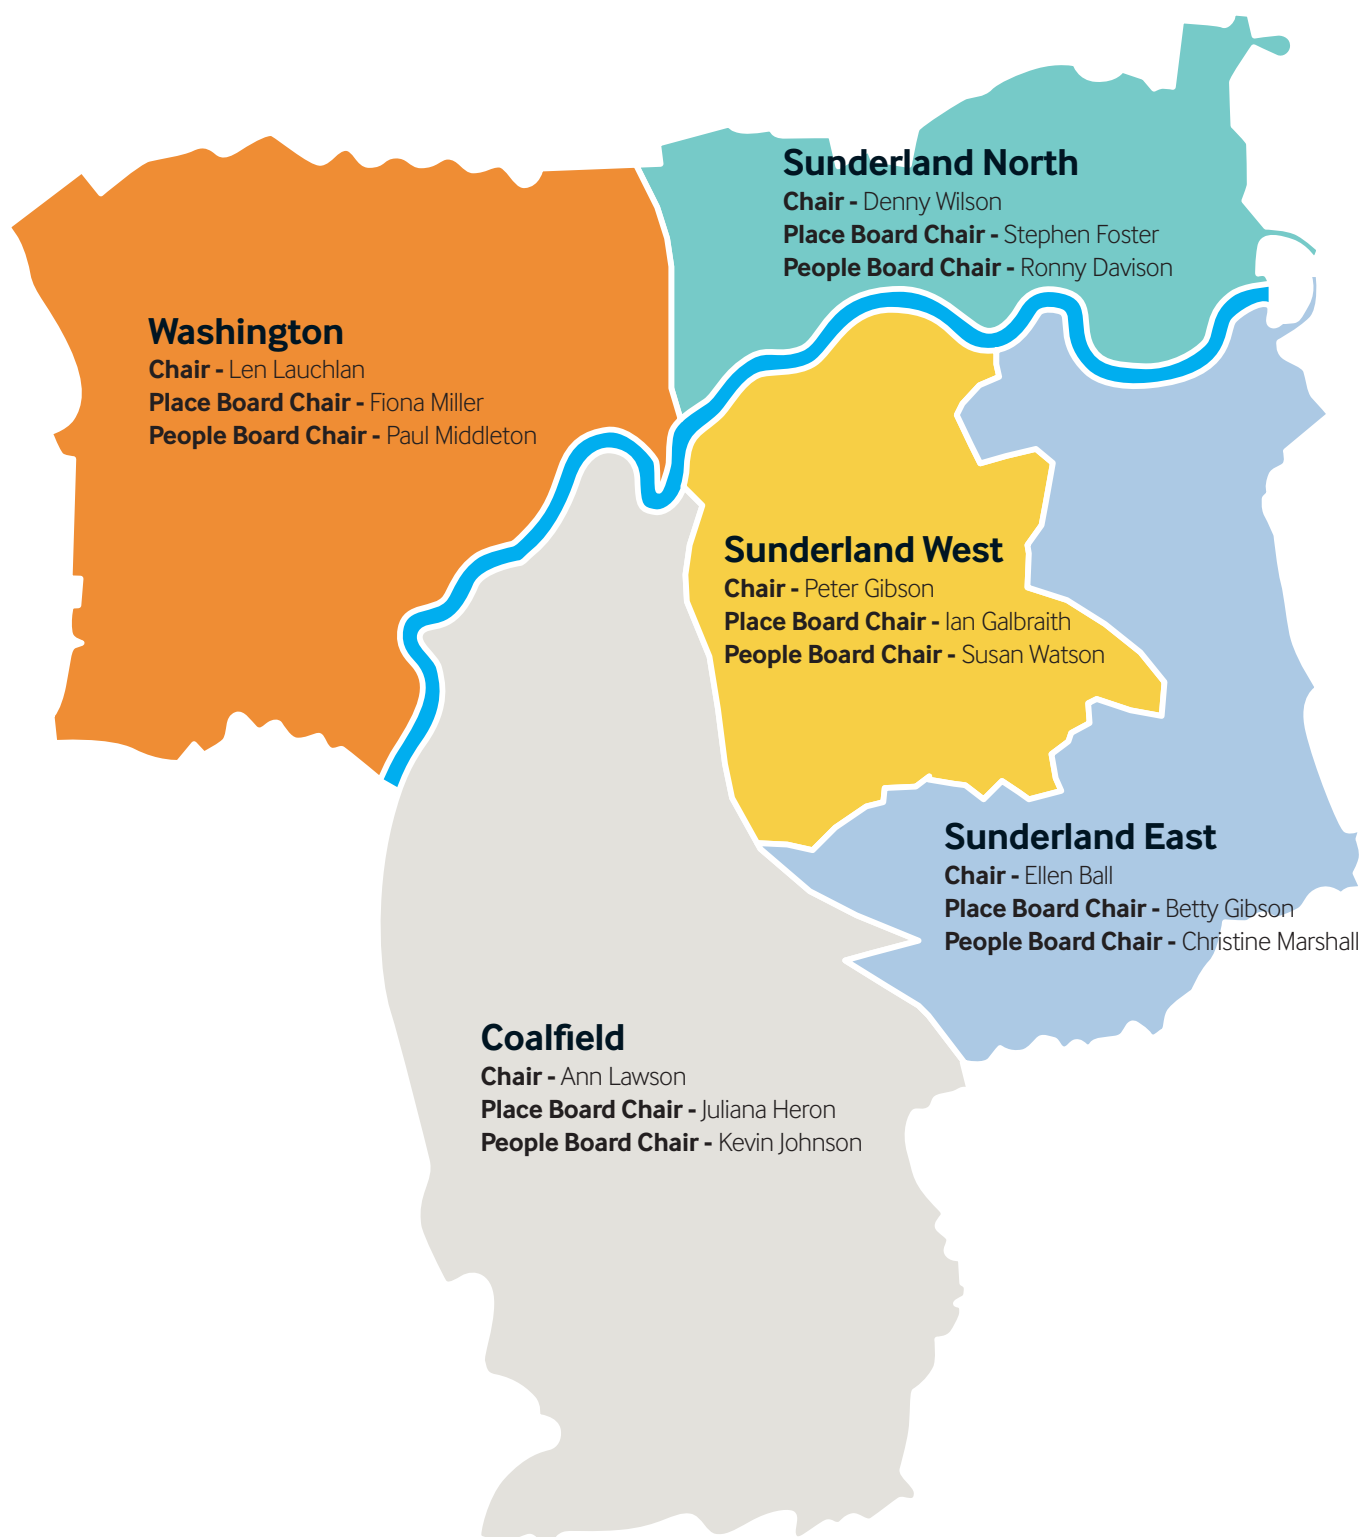 Sunderland North
Chair - Denny Wilson
Place Board Chair - Stephen Foster
People Board Chair - Ronny Davison
Washington
Chair - Len Lauchlan
Place Board Chair - Fiona Miller
People Board Chair - Paul Middleton
Sunderland West
Chair - Peter Gibson
Place Board Chair - Ian Galbraith
People Board Chair - Susan Watson
Sunderland East
Chair - Ellen Ball
Place Board Chair - Betty Gibson
People Board Chair - Christine Marshall
Coalfield
Chair - Ann Lawson
Place Board Chair - Juliana Heron
People Board Chair - Kevin Johnson